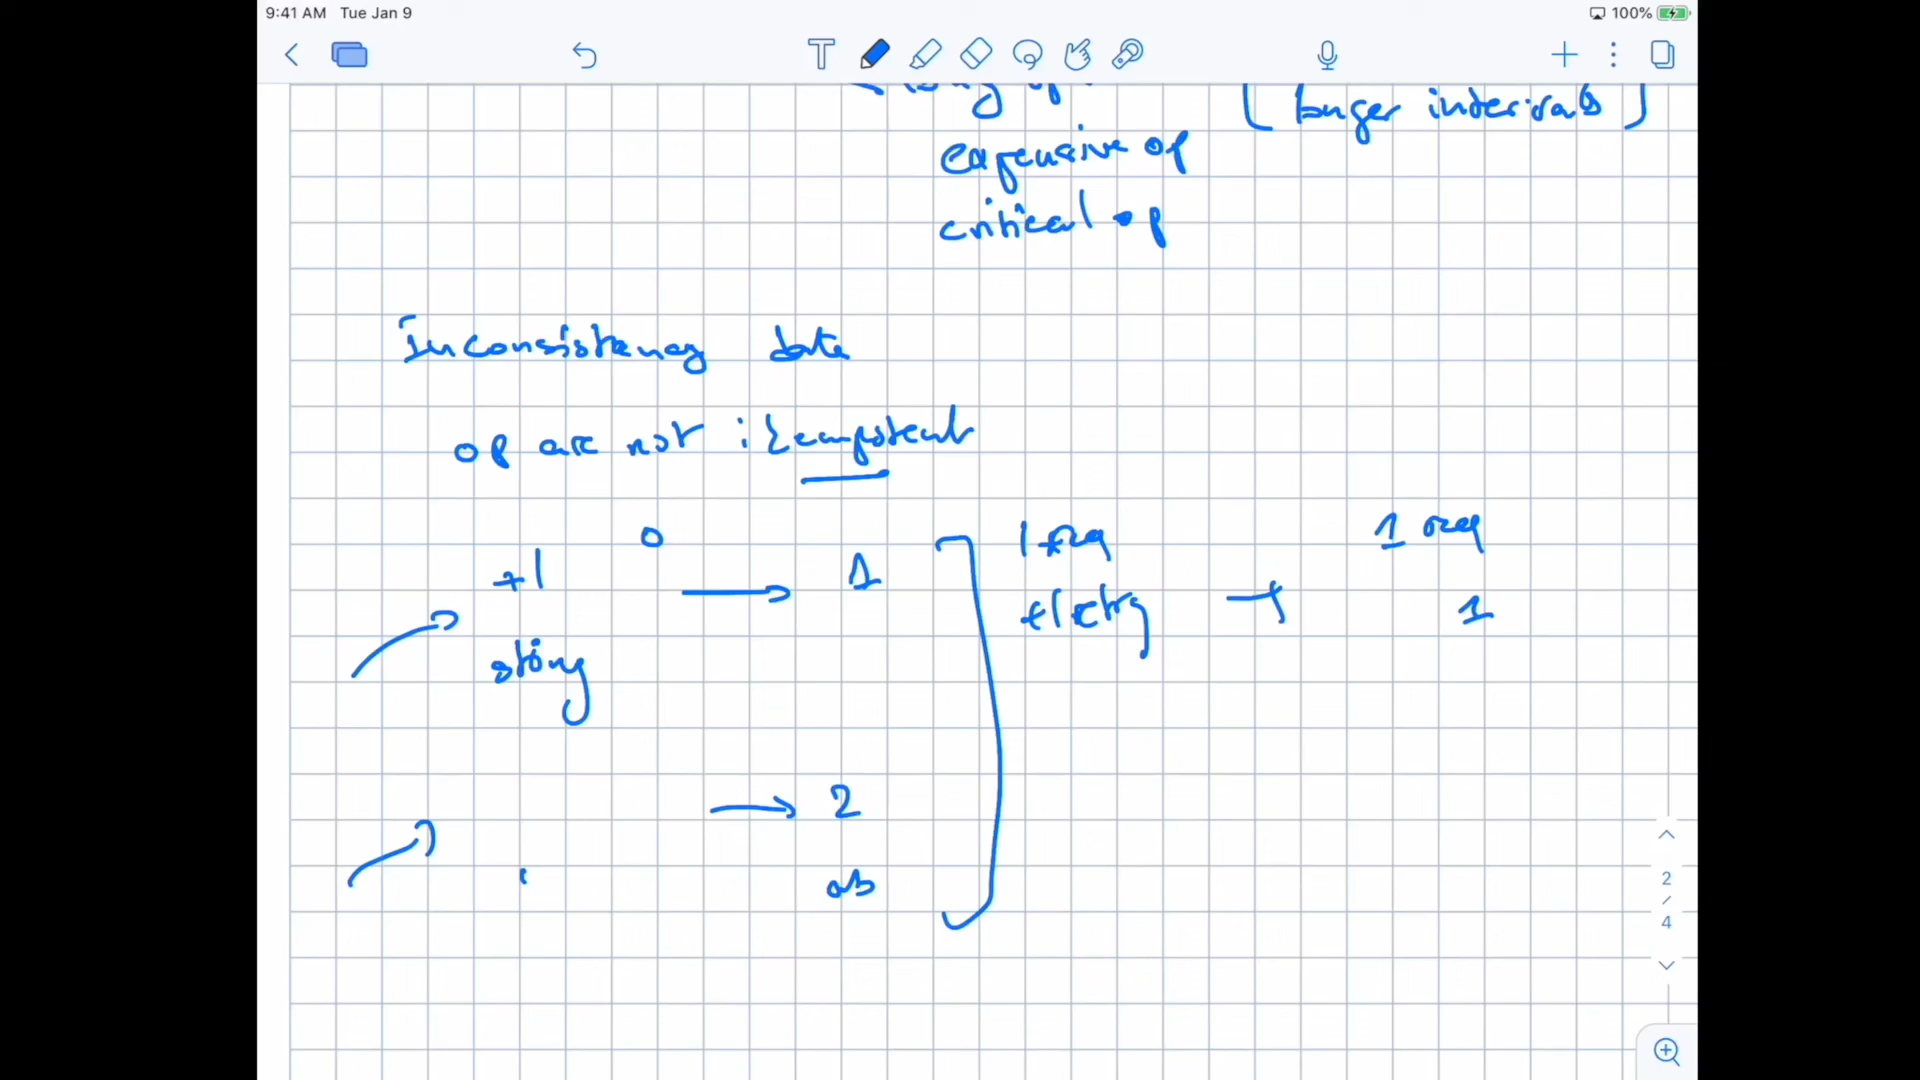 9:41 AM Tue Jan 9
100%
(longer intervals)
expensive op
critical op
Inconsistency data
op are not idempotent
0
+1
1
string
1 req
+1 retry
1 req
1
2
ab
2
/
4